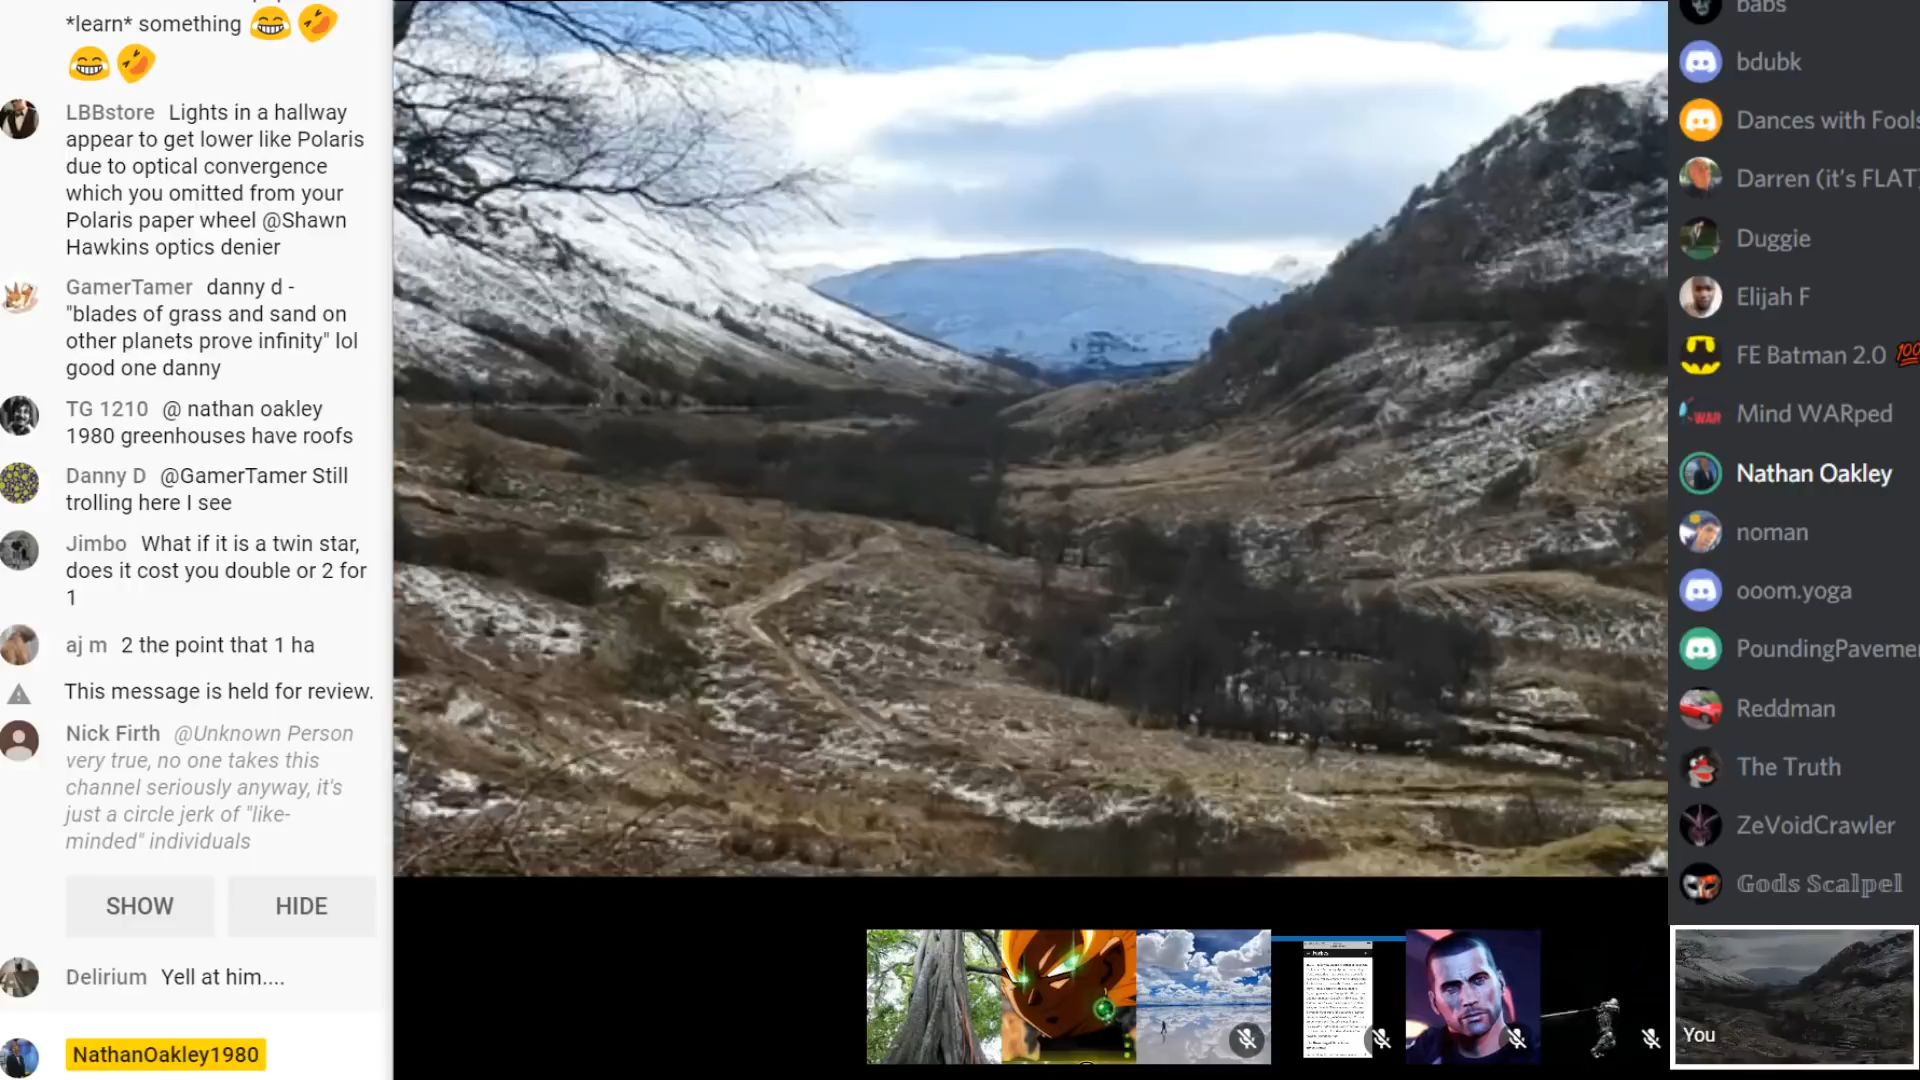 *learn* something 😂🤣
😂🤣
LBBstore Lights in a hallway
appear to get lower like Polaris
due to optical convergence
which you omitted from your
Polaris paper wheel @Shawn
Hawkins optics denier
GamerTamer danny d -
"blades of grass and sand on
other planets prove infinity" lol
good one danny
TG 1210 @ nathan oakley
1980 greenhouses have roofs
Danny D @GamerTamer Still
trolling here I see
Jimbo What if it is a twin star,
does it cost you double or 2 for
1
aj m 2 the point that 1 ha
This message is held for review.
Nick Firth @Unknown Person
very true, no one takes this
channel seriously anyway, it's
just a circle jerk of "like-
minded" individuals
SHOW HIDE
Delirium Yell at him....
NathanOakley1980
babs
bdubk
Dances with Fools
Darren (it's FLAT)
Duggie
Elijah F
FE Batman 2.0 💯
Mind WARped
Nathan Oakley
noman
ooom.yoga
PoundingPaveme
Reddman
The Truth
ZeVoidCrawler
Gods Scalpel
You